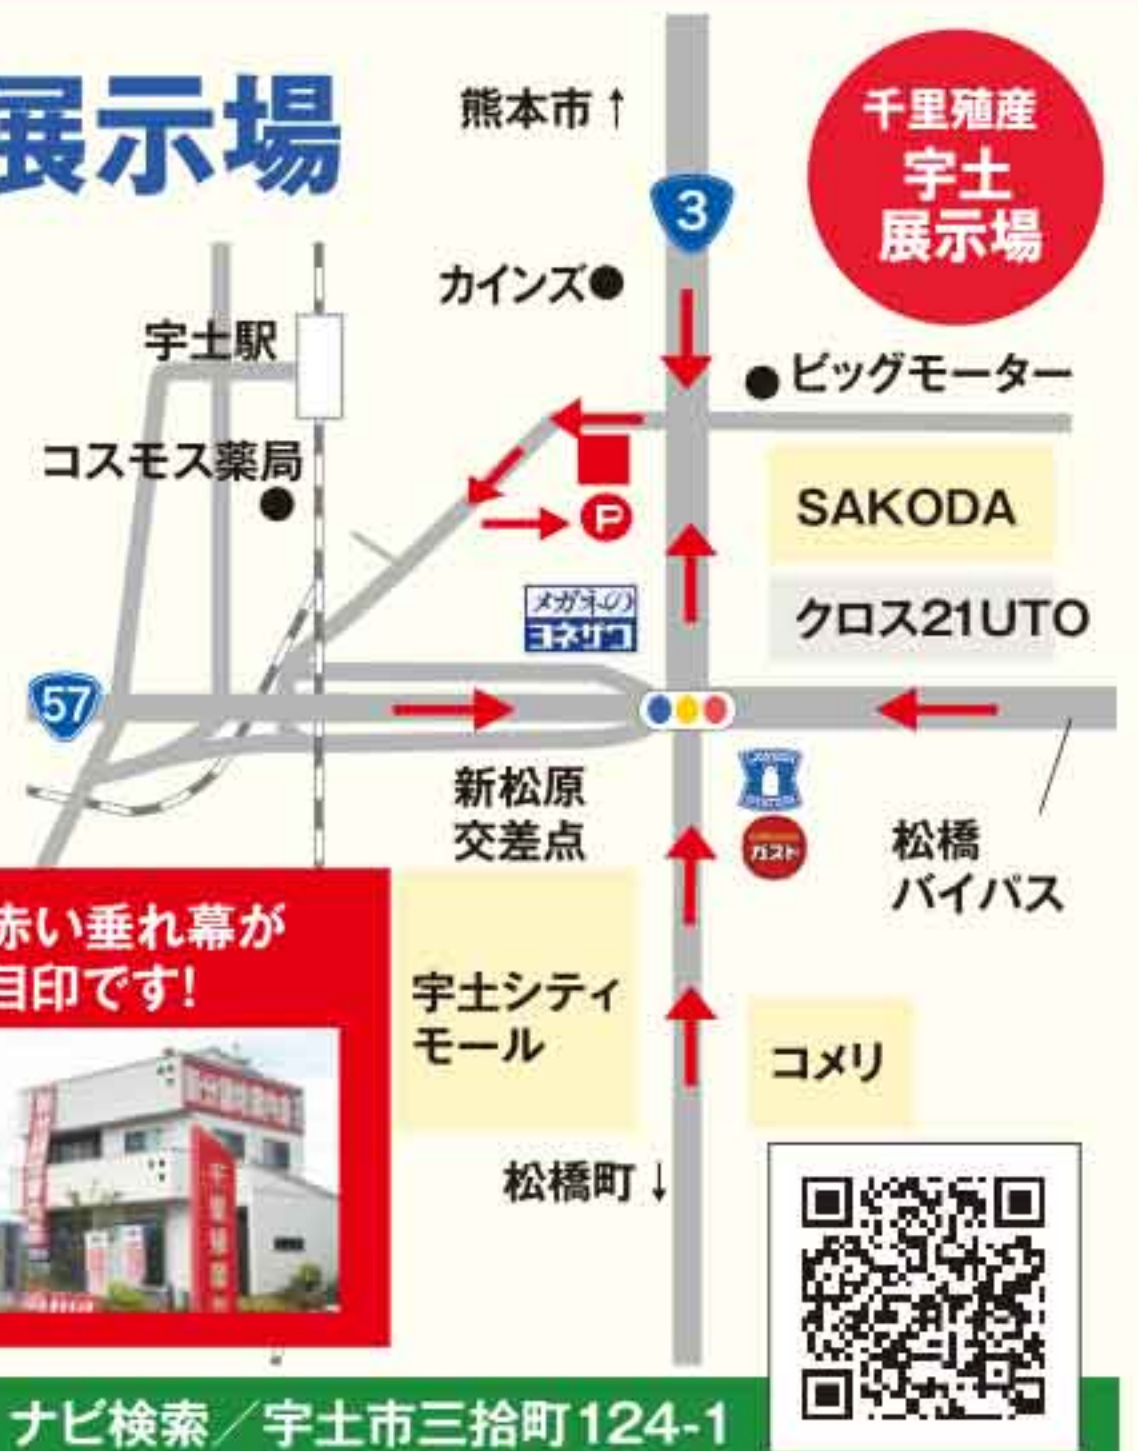 展示場
熊本市↑
千里殖産
宇土
展示場
3
カインズ
宇土駅
ビッグモーター
コスモス薬局
SAKODA
P
メガネの
ヨネザワ
クロス21UTO
57
新松原
交差点
ガスト
松橋
バイパス
赤い垂れ幕が
目印です!
宇土シティ
モール
コメリ
松橋町↓
ナビ検索/宇土市三拾町124-1